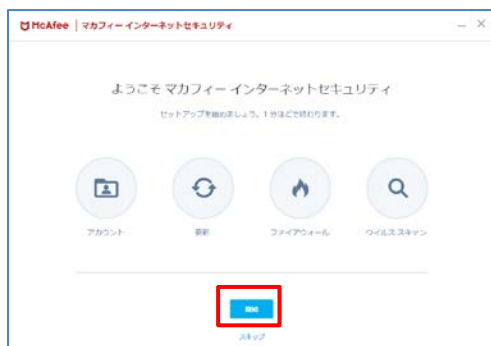 McAfee | マカフィー インターネットセキュリティ
ようこそ マカフィー インターネットセキュリティ
セットアップを始めましょう。1 分ほどで終わります。
アカウント
更新
ファイアウォール
ウイルス スキャン
開始
スキップ